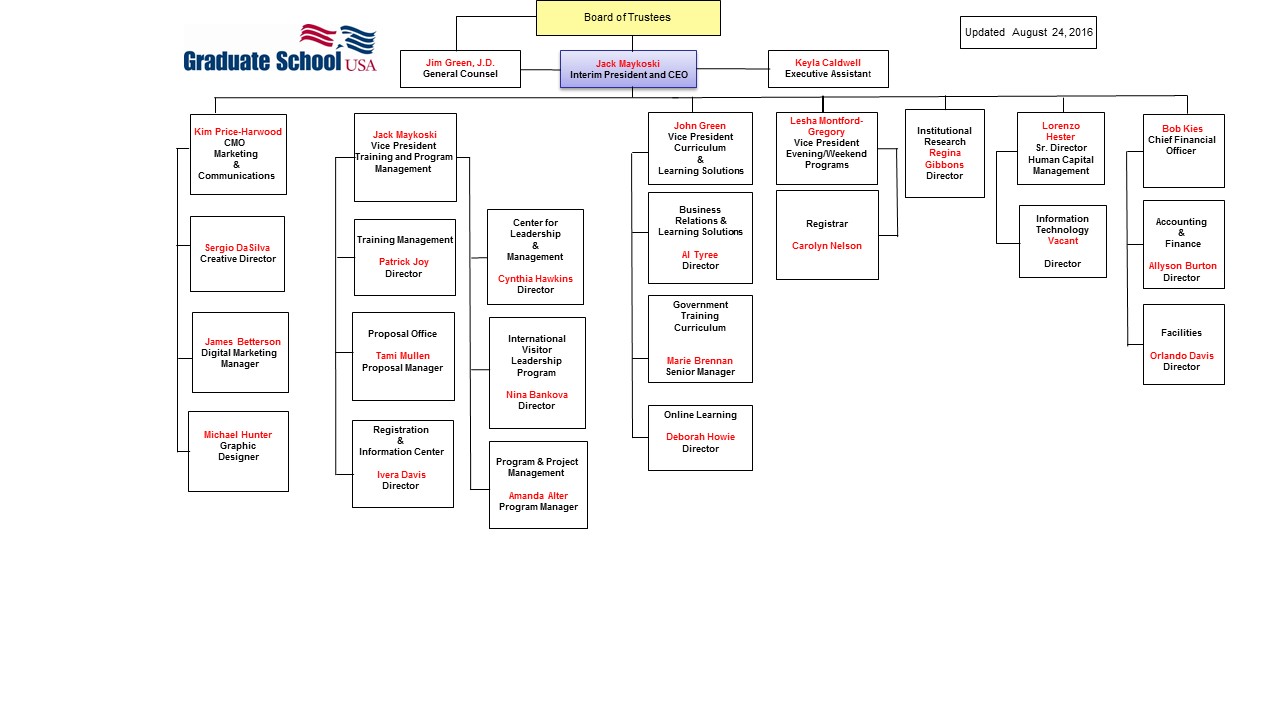 Board of Trustees
Updated August 24, 2016
Graduate School USA
Jim Green, J.D.
General Counsel
Jack Maykoski
Interim President and CEO
Keyla Caldwell
Executive Assistant
Kim Price-Harwood
CMO
Marketing
&
Communications
Sergio DaSilva
Creative Director
James Betterson
Digital Marketing
Manager
Michael Hunter
Graphic
Designer
Jack Maykoski
Vice President
Training and Program
Management
Training Management
Patrick Joy
Director
Proposal Office
Tami Mullen
Proposal Manager
Registration
&
Information Center
Ivera Davis
Director
Center for
Leadership
&
Management
Cynthia Hawkins
Director
International
Visitor
Leadership
Program
Nina Bankova
Director
Program & Project
Management
Amanda Alter
Program Manager
John Green
Vice President
Curriculum
&
Learning Solutions
Business
Relations &
Learning Solutions
Al Tyree
Director
Government
Training
Curriculum
Marie Brennan
Senior Manager
Online Learning
Deborah Howie
Director
Lesha Montford-
Gregory
Vice President
Evening/Weekend
Programs
Registrar
Carolyn Nelson
Institutional
Research
Regina
Gibbons
Director
Lorenzo
Hester
Sr. Director
Human Capital
Management
Information
Technology
Vacant
Director
Bob Kies
Chief Financial
Officer
Accounting
&
Finance
Allyson Burton
Director
Facilities
Orlando Davis
Director